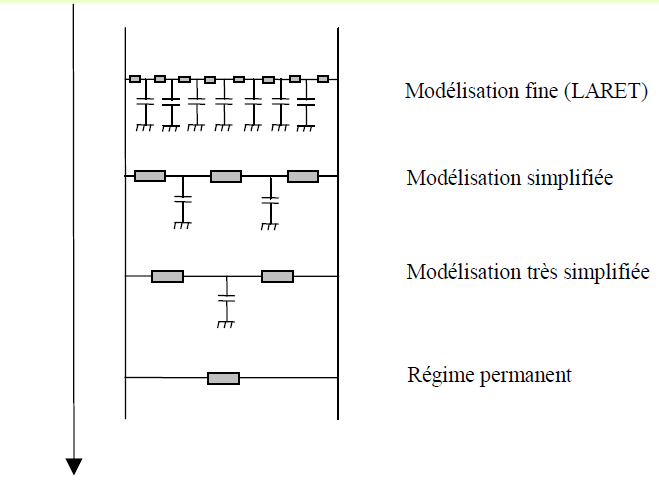 Modélisation fine (LARET)
Modélisation simplifiée
Modélisation très simplifiée
Régime permanent